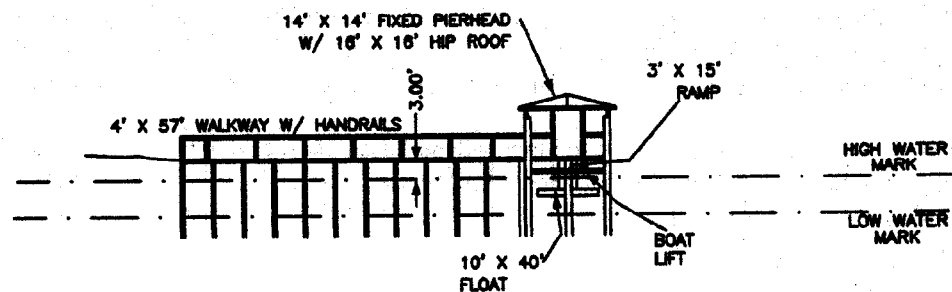 14' X 14' FIXED PIERHEAD
W/ 16' X 16' HIP ROOF
3' X 15'
RAMP
3.00'
4' X 57' WALKWAY W/ HANDRAILS
HIGH WATER
MARK
LOW WATER
MARK
BOAT
LIFT
10' X 40'
FLOAT